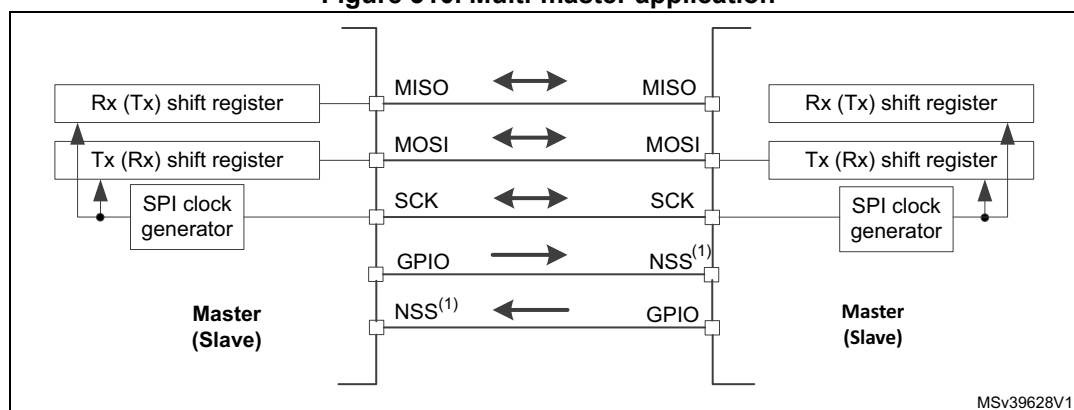 Figure 510. Multi-master application
MISO MISO
Rx (Tx) shift register Rx (Tx) shift register
MOSI MOSI
Tx (Rx) shift register Tx (Rx) shift register
SCK SCK
SPI clock
generator
SPI clock
generator
GPIO NSS(1)
NSS(1) GPIO
Master
(Slave)
Master
(Slave)
MSv39628V1